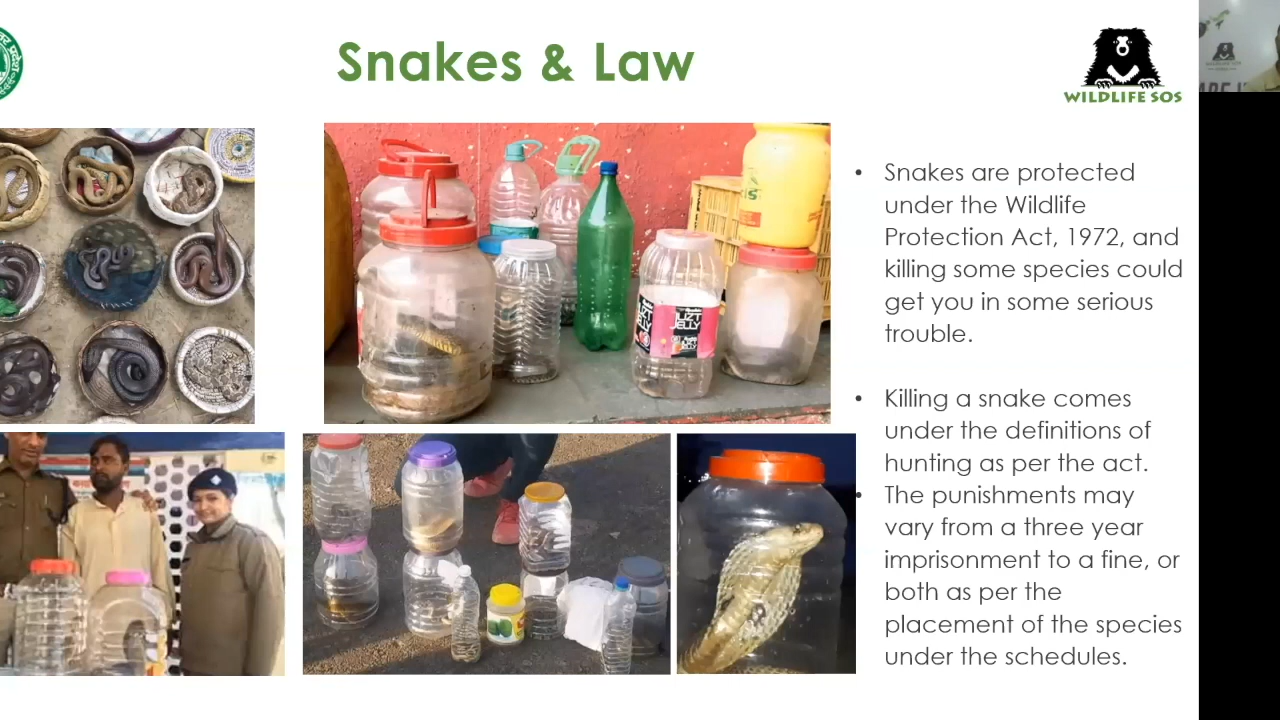 Snakes & Law
WILDLIFE SOS
• Snakes are protected
under the Wildlife
Protection Act, 1972, and
killing some species could
get you in some serious
trouble.
• Killing a snake comes
under the definitions of
hunting as per the act.
• The punishments may
vary from a three year
imprisonment to a fine, or
both as per the
placement of the species
under the schedules.
JELLY